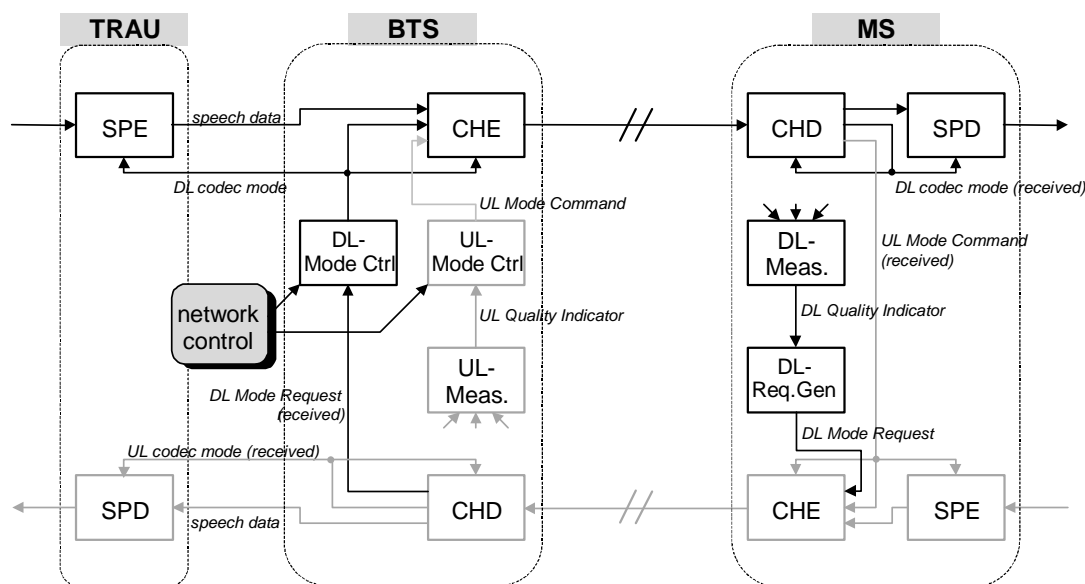 TRAU
BTS
MS
SPE
speech data
CHE
CHD
SPD
DL codec mode
DL codec mode (received)
UL Mode Command
DL-
Mode Ctrl
UL-
Mode Ctrl
DL-
Meas.
UL Mode Command
(received)
network
control
UL Quality Indicator
DL Quality Indicator
UL-
Meas.
DL-
Req.Gen
DL Mode Request
(received)
DL Mode Request
UL codec mode (received)
SPD
speech data
CHD
CHE
SPE